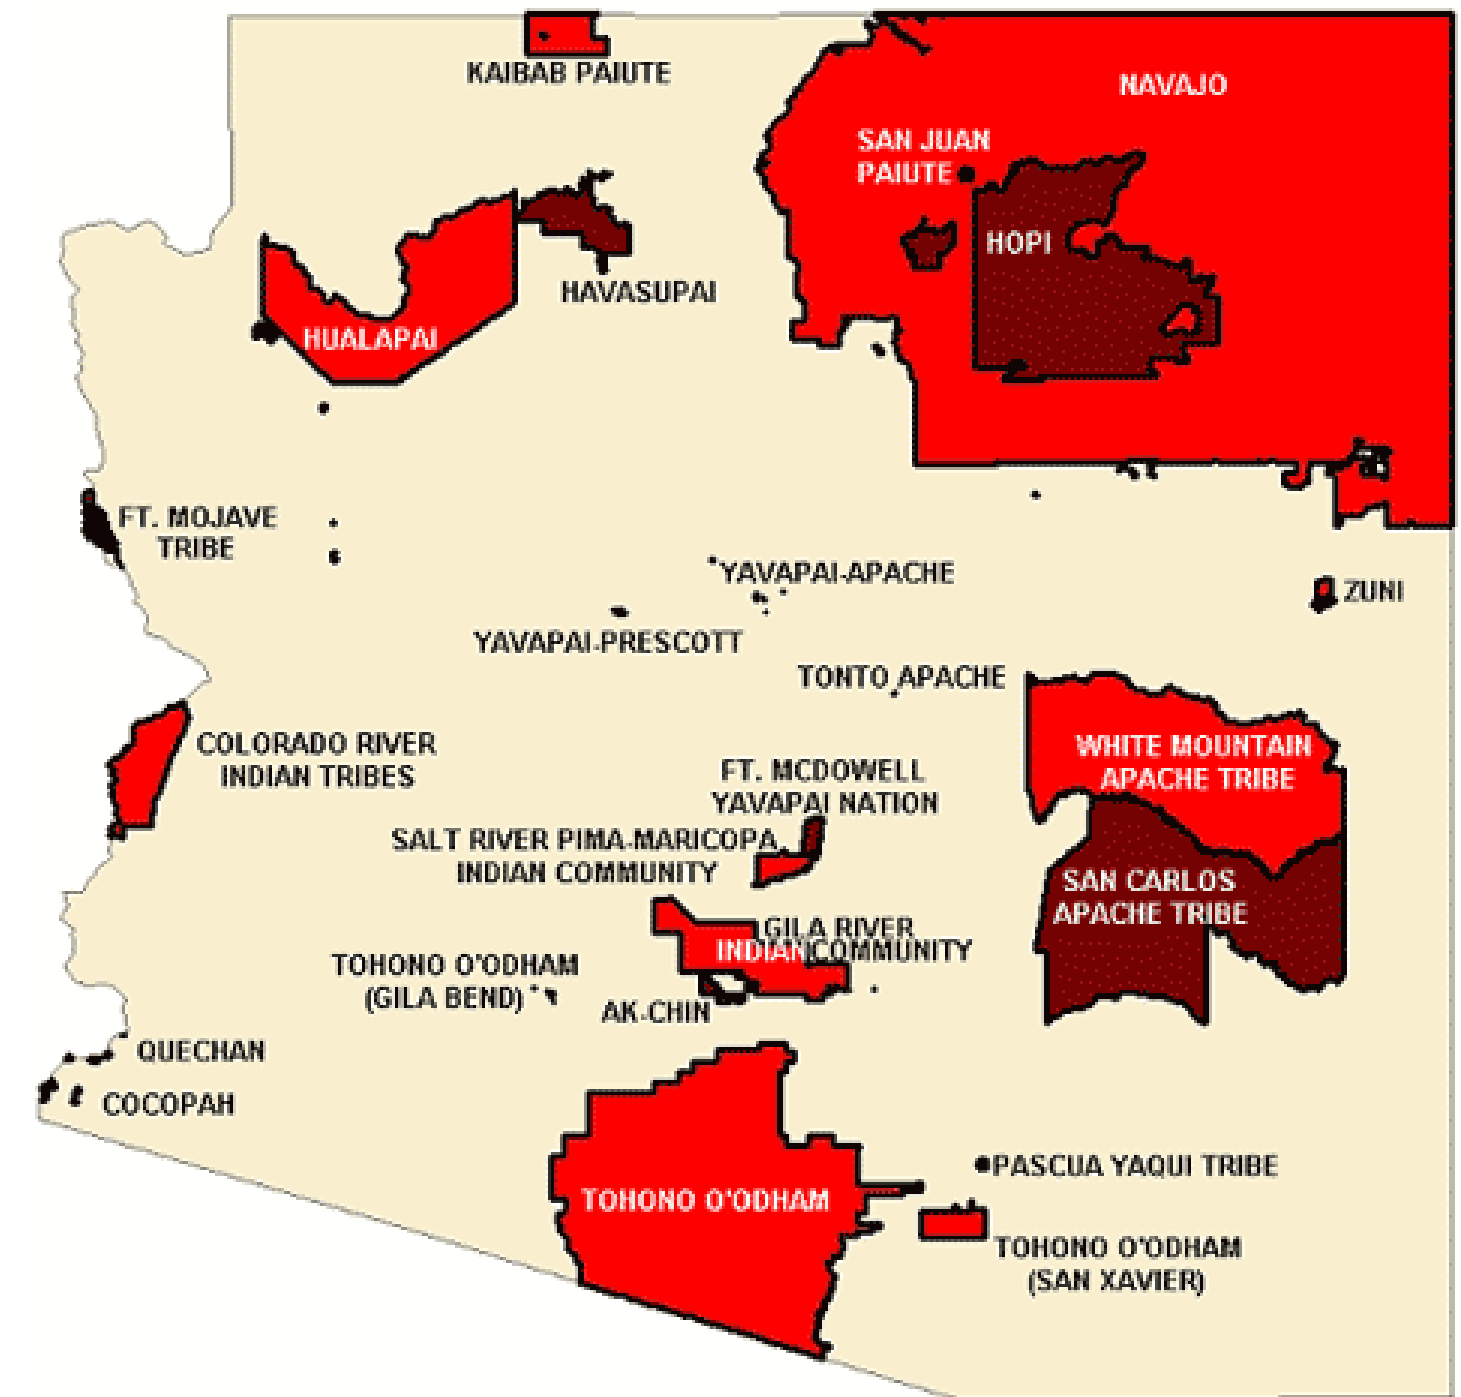 KAIBAB PAIUTE
NAVAJO
SAN JUAN
PAIUTE
HOPI
HAVASUPAI
HUALAPAI
FT. MOJAVE
TRIBE
YAVAPAI-APACHE
ZUNI
YAVAPAI-PRESCOTT
TONTO APACHE
COLORADO RIVER
INDIAN TRIBES
WHITE MOUNTAIN
APACHE TRIBE
FT. MCDOWELL
YAVAPAI NATION
SALT RIVER PIMA-MARICOPA
INDIAN COMMUNITY
SAN CARLOS
APACHE TRIBE
GILA RIVER
INDIAN COMMUNITY
TOHONO O'ODHAM
(GILA BEND)
AK-CHIN
QUECHAN
COCOPAH
PASCUA YAQUI TRIBE
TOHONO O'ODHAM
TOHONO O'ODHAM
(SAN XAVIER)